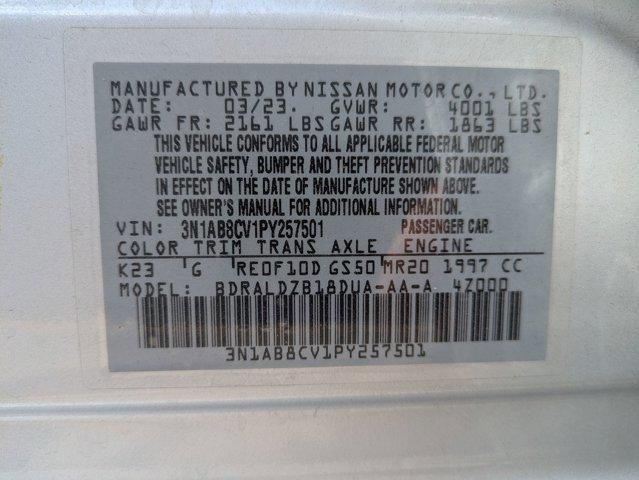 MANUFACTURED BY NISSAN MOTOR CO., LTD.
DATE: 03/23. GVWR: 4001 LBS
GAWR FR: 2161 LBS GAWR RR: 1863 LBS
THIS VEHICLE CONFORMS TO ALL APPLICABLE FEDERAL MOTOR
VEHICLE SAFETY, BUMPER AND THEFT PREVENTION STANDARDS
IN EFFECT ON THE DATE OF MANUFACTURE SHOWN ABOVE.
SEE OWNER'S MANUAL FOR ADDITIONAL INFORMATION.
VIN: 3N1AB8CV1PY257501 PASSENGER CAR.
COLOR TRIM TRANS AXLE ENGINE
K23 G RE0F10D GS50 MR20 1997 CC
MODEL: BDRALDZB18DUA-AA-A 4Z000
3N1AB8CV1PY257501